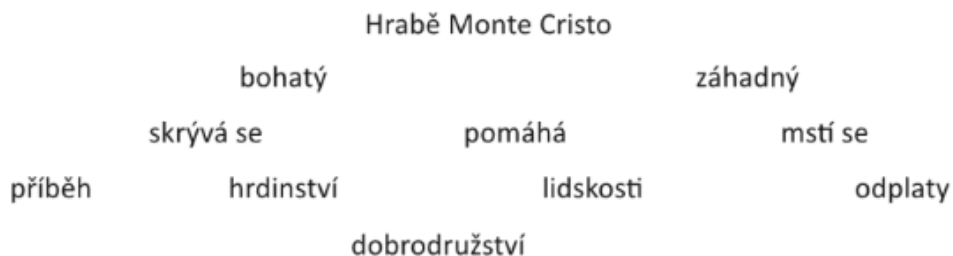 Hrabě Monte Cristo
bohatý záhadný
skrývá se pomáhá mstí se
příběh hrdinství lidskosti odplaty
dobrodružství